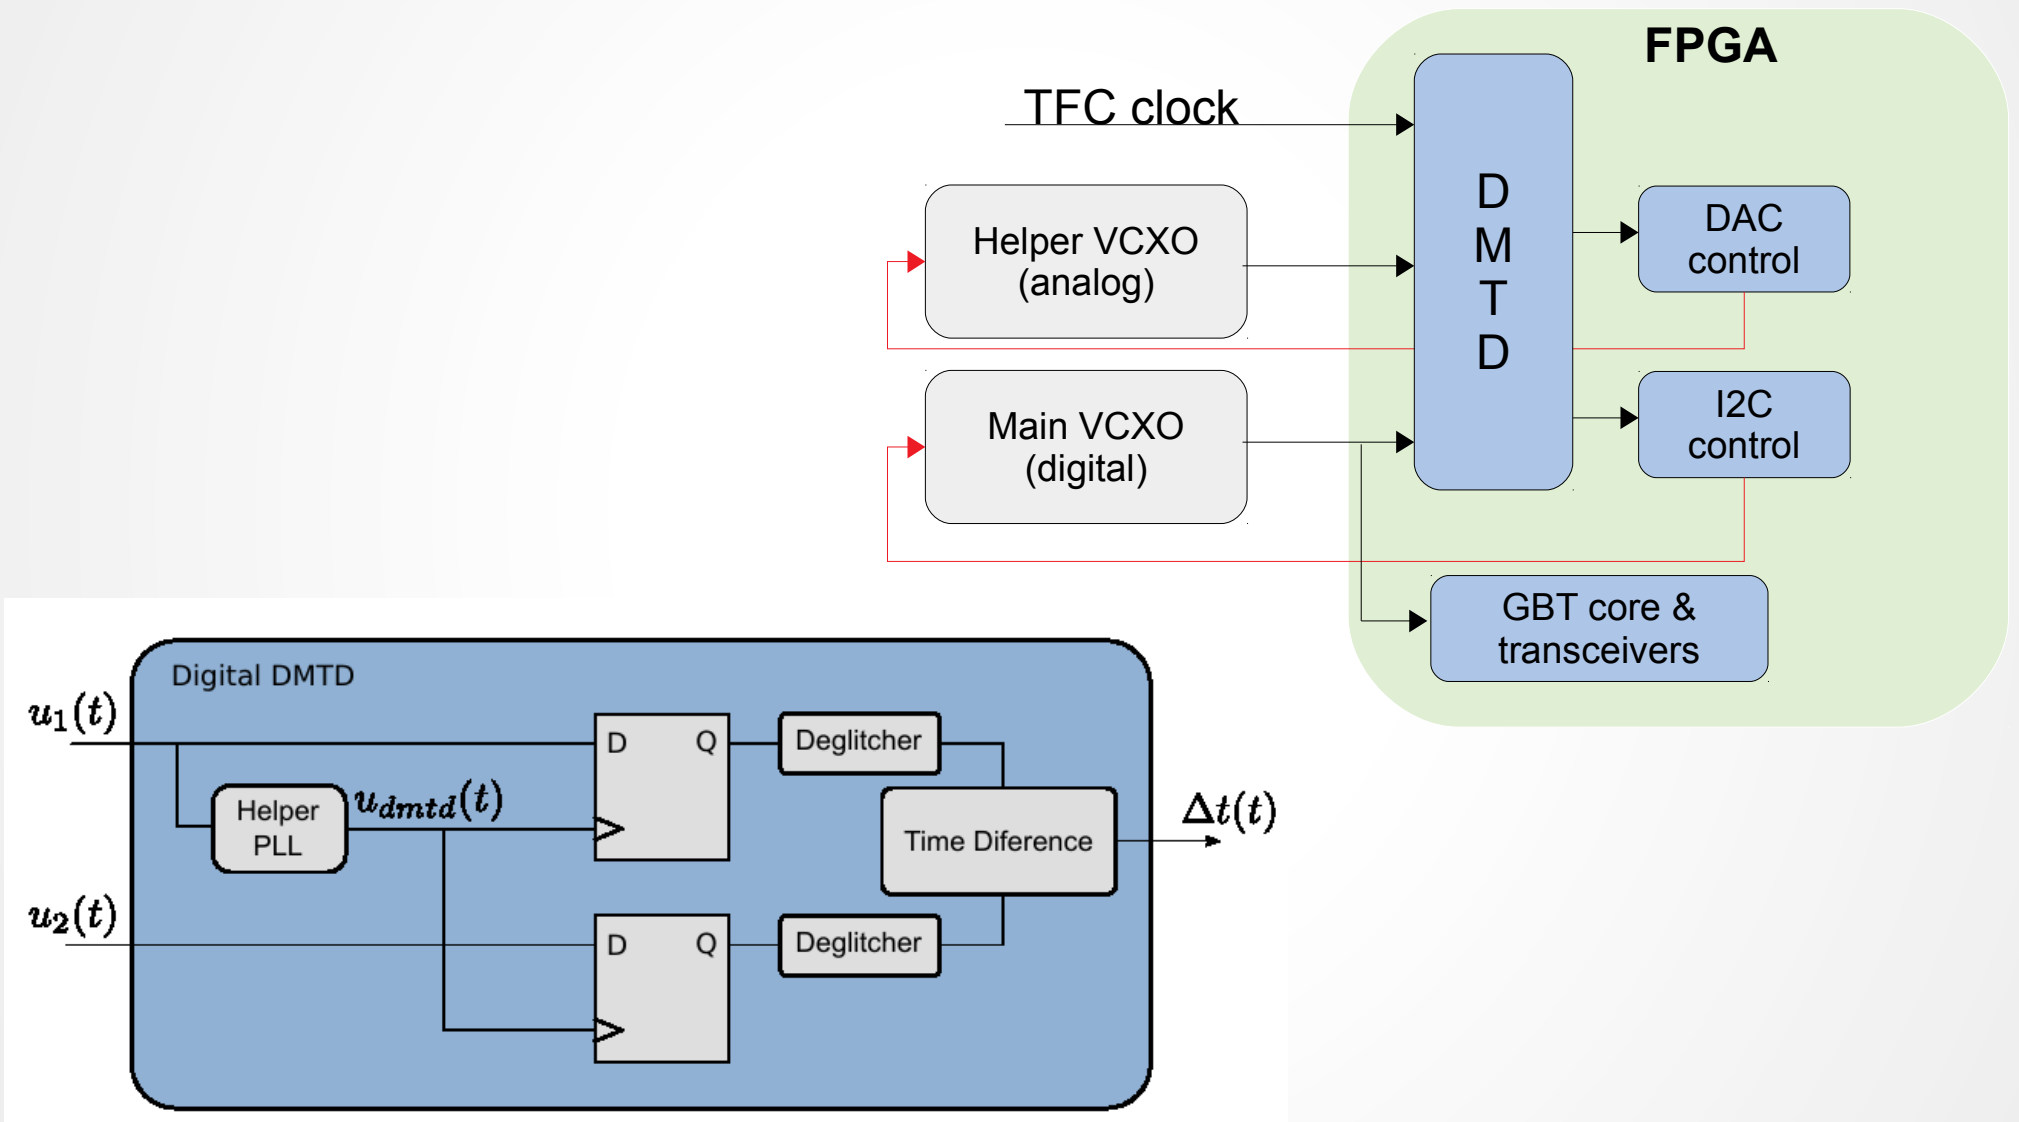 FPGA
TFC clock
D
M
T
D
Helper VCXO
(analog)
DAC
control
Main VCXO
(digital)
I2C
control
GBT core &
transceivers
Digital DMTD
u₁(t)
D Q
Deglitcher
Helper
PLL
u_dmtd(t)
Time Diference
Δt(t)
u₂(t)
D Q
Deglitcher